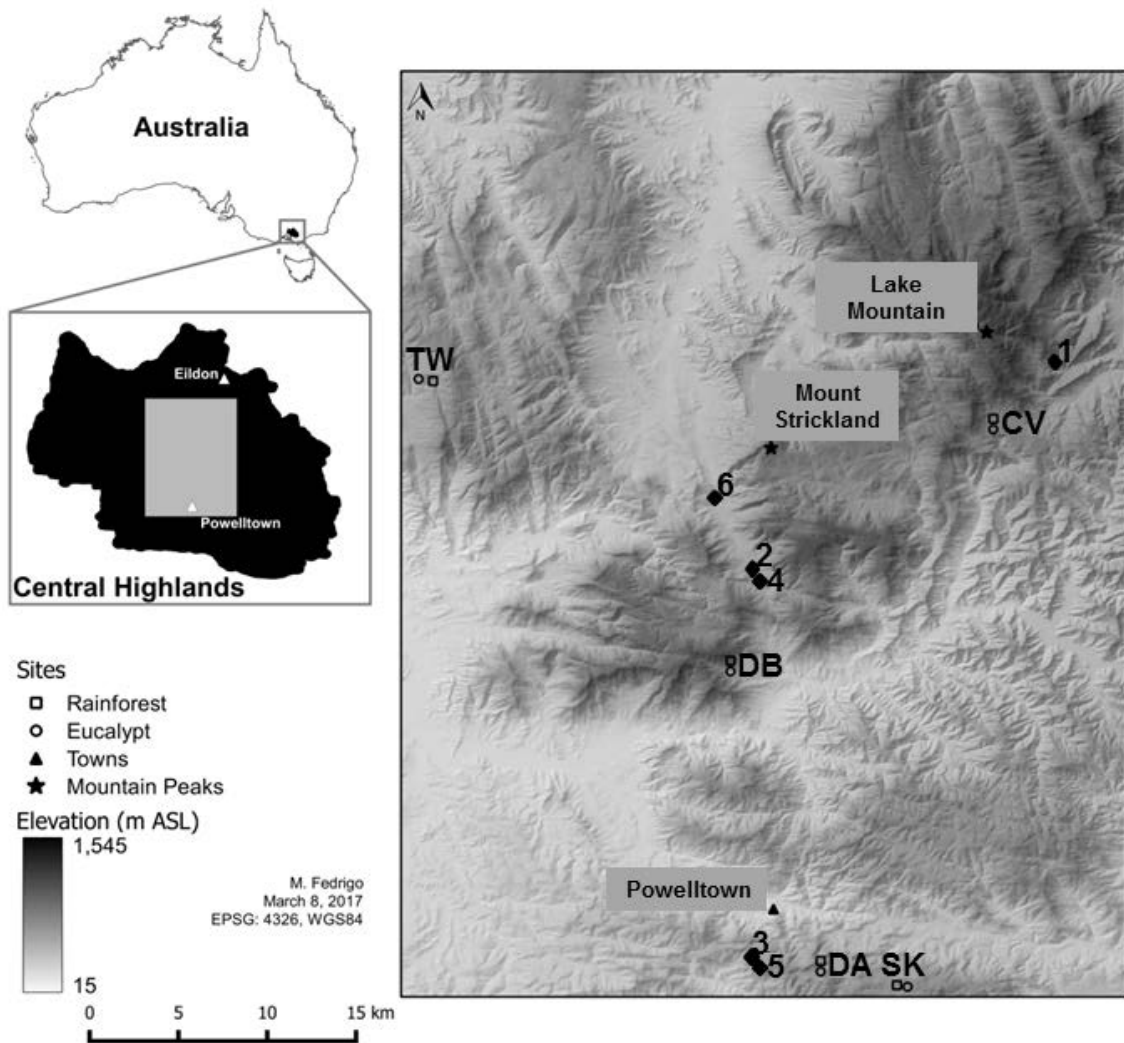 Australia
Eildon
Powelltown
Central Highlands
Sites
Rainforest
Eucalypt
Towns
Mountain Peaks
Elevation (m ASL)
1,545
15
M. Fedrigo
March 8, 2017
EPSG: 4326, WGS84
0 5 10 15 km
N
Lake
Mountain
1
TW
Mount
Strickland
CV
6
2
4
DB
Powelltown
3
5
DA SK